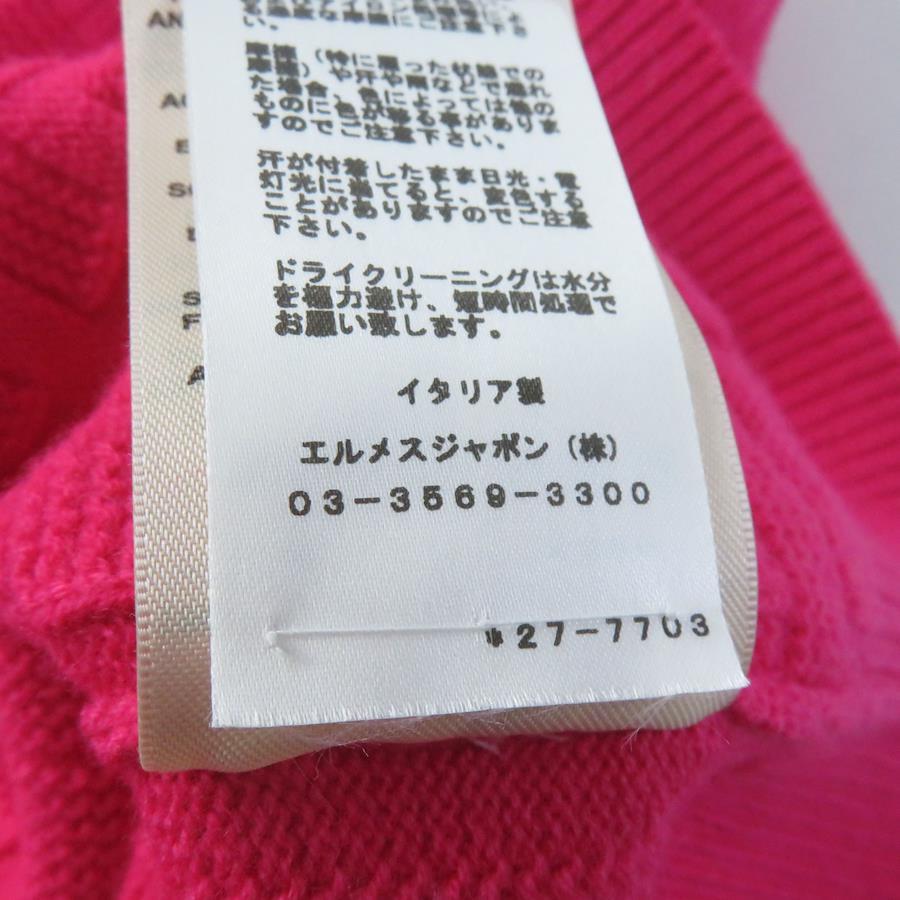 い。
摩擦（特に湿った状態での
摩擦）や汗や雨などで濡れ
た場合、色によっては他の
ものに色が移る事がありま
すのでご注意下さい。
汗が付着したまま日光・電
灯光に当てると、変色する
ことがありますのでご注意
下さい。
ドライクリーニングは水分
を極力避け、短時間処理で
お願い致します。
イタリア製
エルメスジャポン（株）
03-3569-3300
*27-7703
AN